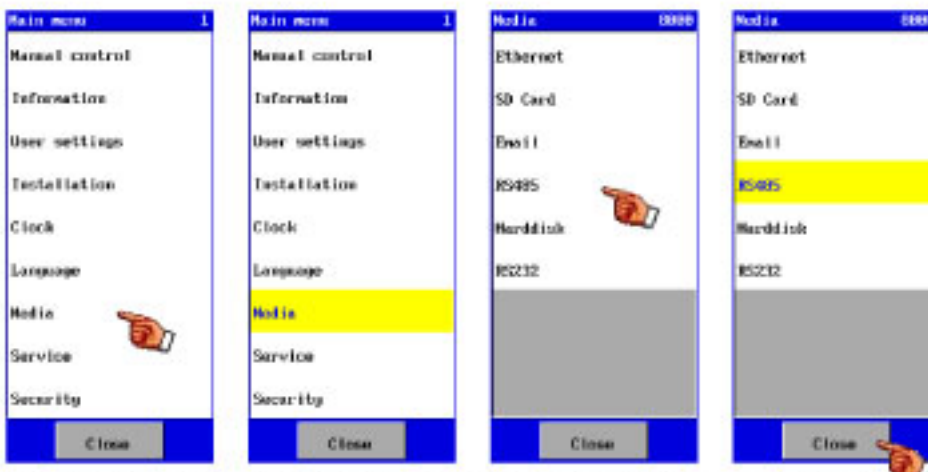 Main menu 1
Manual control
Information
User settings
Installation
Clock
Language
Media
Service
Security
Close
Main menu 1
Manual control
Information
User settings
Installation
Clock
Language
Media
Service
Security
Close
Media 8000
Ethernet
SD Card
Email
RS485
Harddisk
RS232
Close
Media
Ethernet
SD Card
Email
RS485
Harddisk
RS232
Close